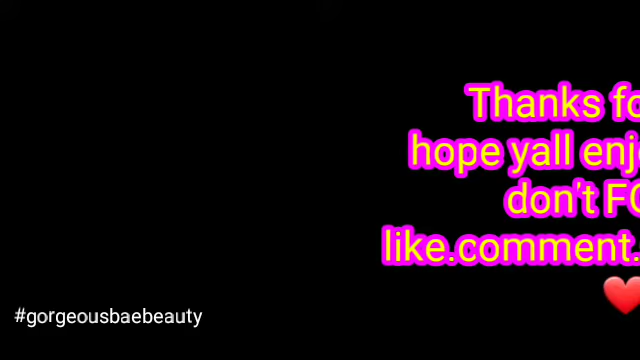 Thanks
hope yall
don't
like.comment.
#gorgeousbaebeauty